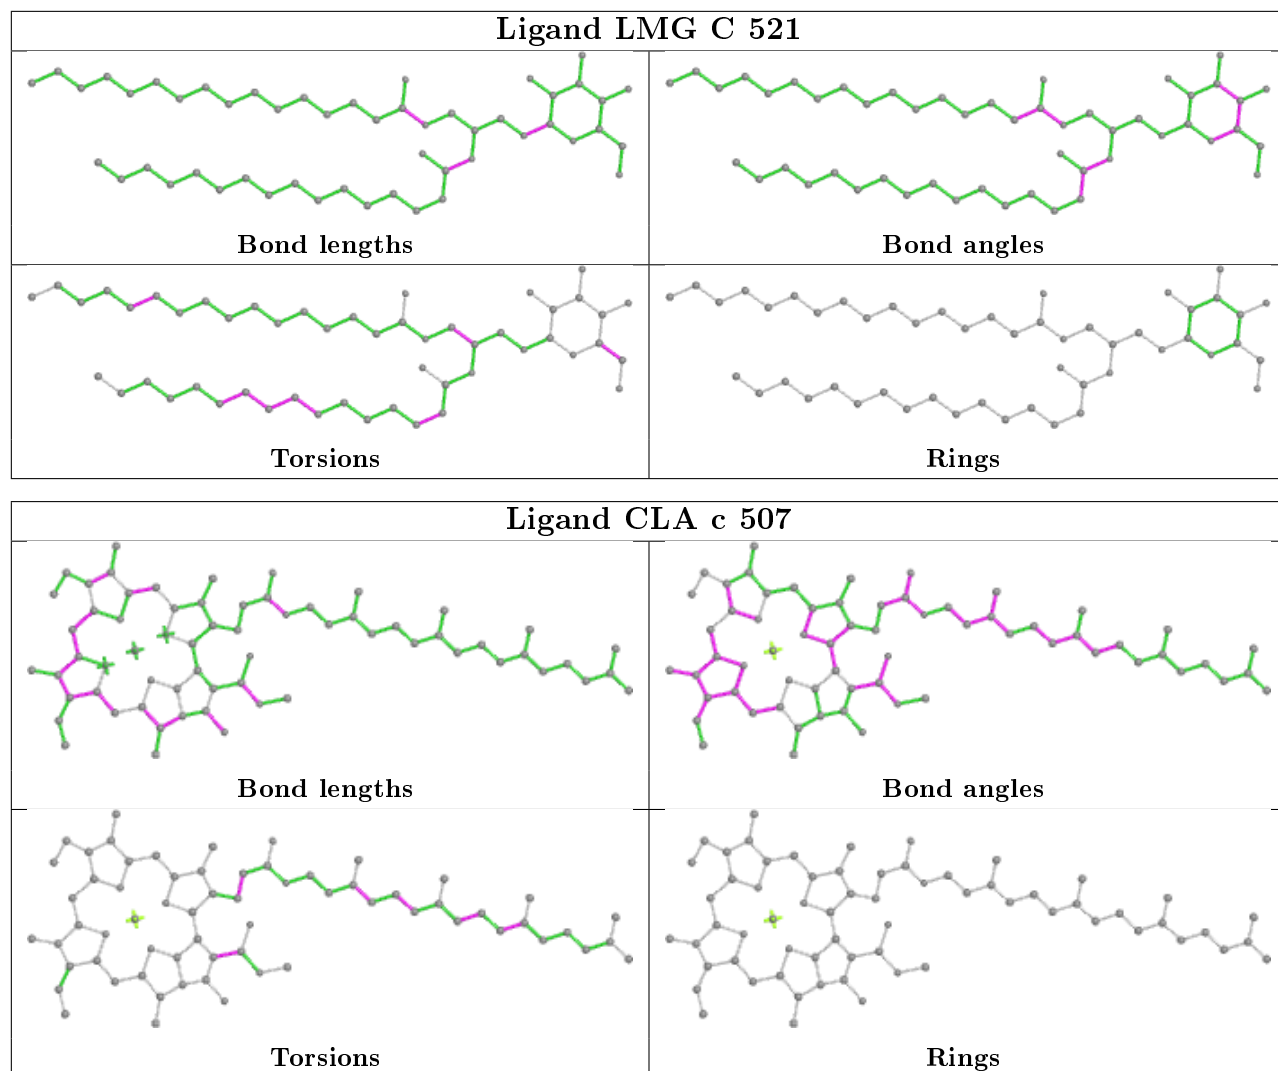 Ligand LMG C 521
Bond lengths
Bond angles
Torsions
Rings
Ligand CLA c 507
Bond lengths
Bond angles
Torsions
Rings